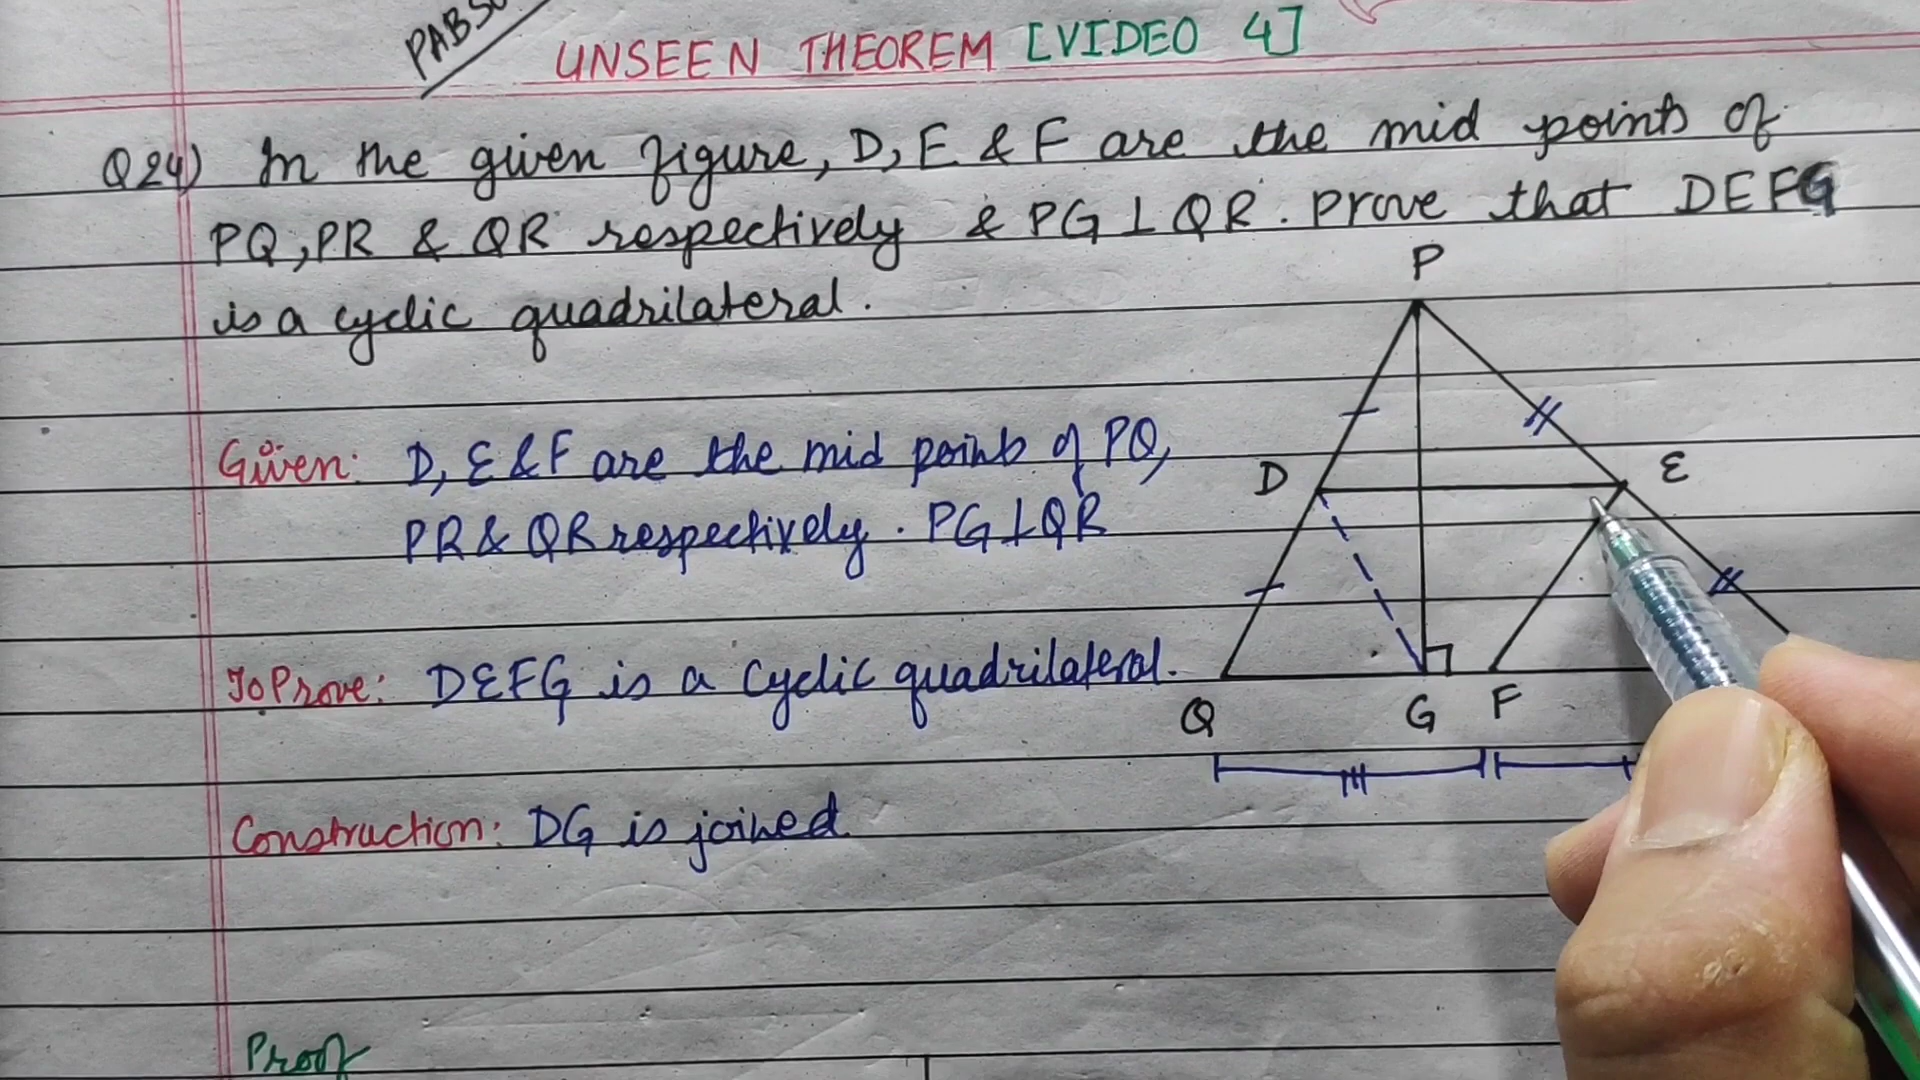 UNSEEN THEOREM [VIDEO 4]
Q24) In the given figure, D, E & F are the mid points of
PQ, PR & QR respectively & PG ⊥ QR. Prove that DEFG
is a cyclic quadrilateral.
P
Given: D, E & F are the mid points of PQ,
D E
PR & QR respectively. PG ⊥ QR
To Prove: DEFG is a cyclic quadrilateral.
Q G F
Construction: DG is joined
Proof